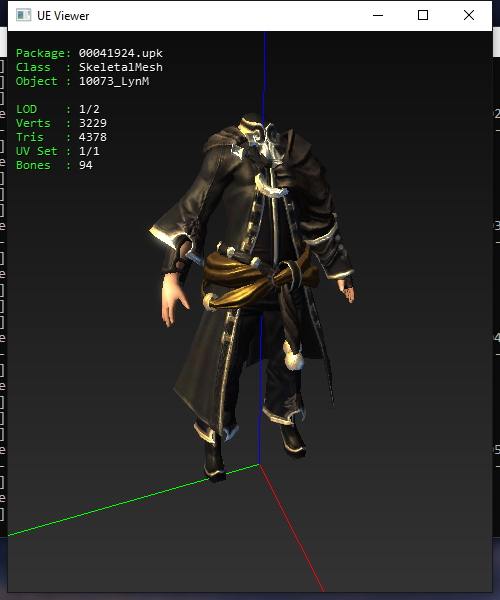 UE Viewer
Package: 00041924.upk
Class : SkeletalMesh
Object : 10073_LynM
LOD : 1/2
Verts : 3229
Tris : 4378
UV Set : 1/1
Bones : 94